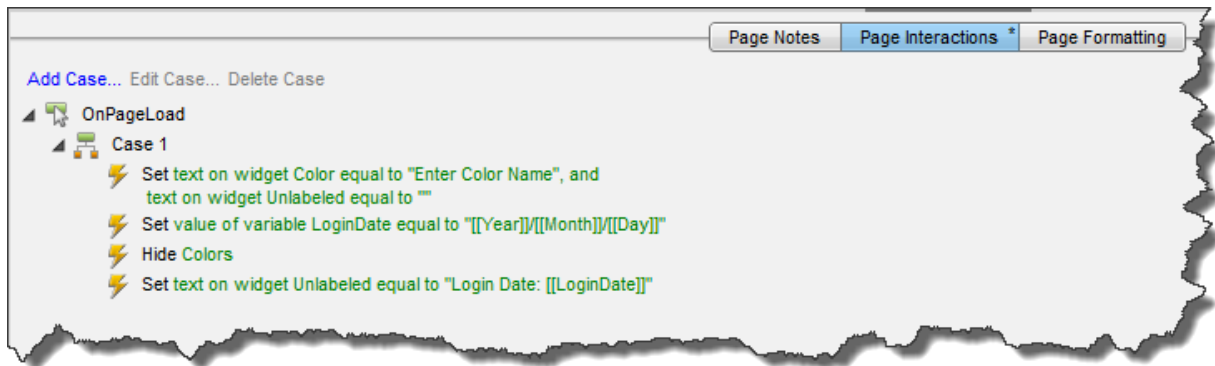 Page Notes Page Interactions * Page Formatting
Add Case... Edit Case... Delete Case
OnPageLoad
Case 1
Set text on widget Color equal to "Enter Color Name", and
text on widget Unlabeled equal to ""
Set value of variable LoginDate equal to "[[Year]]/[[Month]]/[[Day]]"
Hide Colors
Set text on widget Unlabeled equal to "Login Date: [[LoginDate]]"